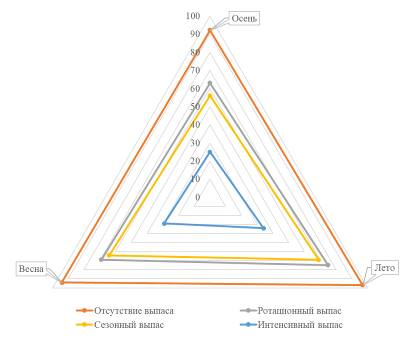 100
Осень
90
80
70
60
50
40
30
20
10
0
Весна
Лето
Отсутствие выпаса
Ротационный выпас
Сезонный выпас
Интенсивный выпас